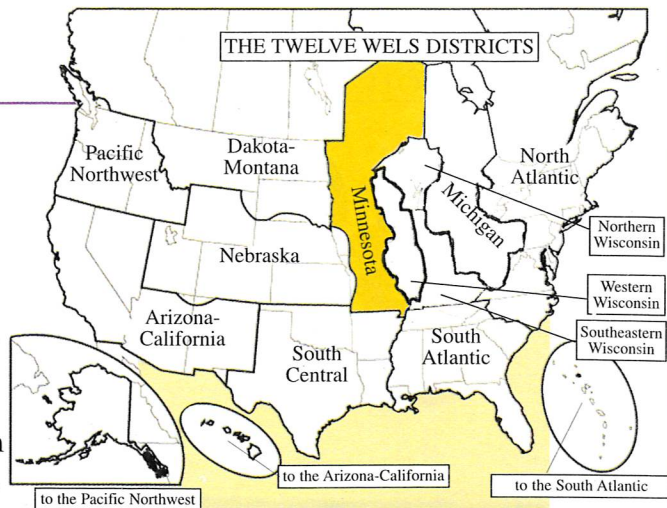 THE TWELVE WELS DISTRICTS
Pacific
Northwest
Dakota-
Montana
North
Atlantic
Minnesota
Michigan
Northern
Wisconsin
Nebraska
Western
Wisconsin
Arizona-
California
South
Central
South
Atlantic
Southeastern
Wisconsin
to the Pacific Northwest
to the Arizona-California
to the South Atlantic